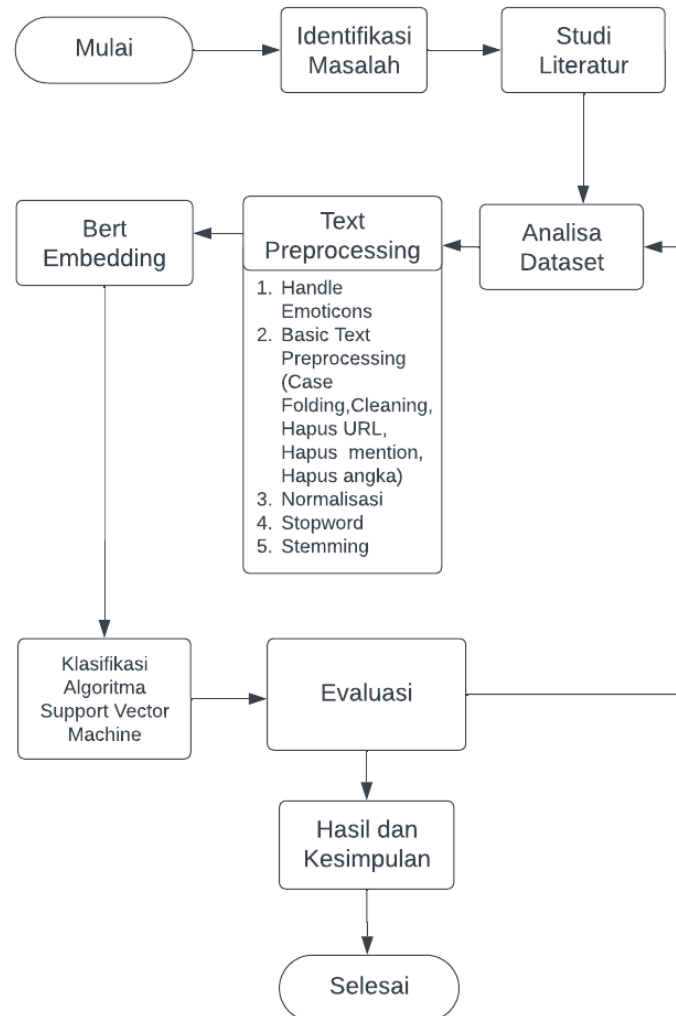 Mulai
Identifikasi
Masalah
Studi
Literatur
Analisa
Dataset
Text
Preprocessing
1. Handle
Emoticons
2. Basic Text
Preprocessing
(Case
Folding,Cleaning,
Hapus URL,
Hapus mention,
Hapus angka)
3. Normalisasi
4. Stopword
5. Stemming
Bert
Embedding
Klasifikasi
Algoritma
Support Vector
Machine
Evaluasi
Hasil dan
Kesimpulan
Selesai